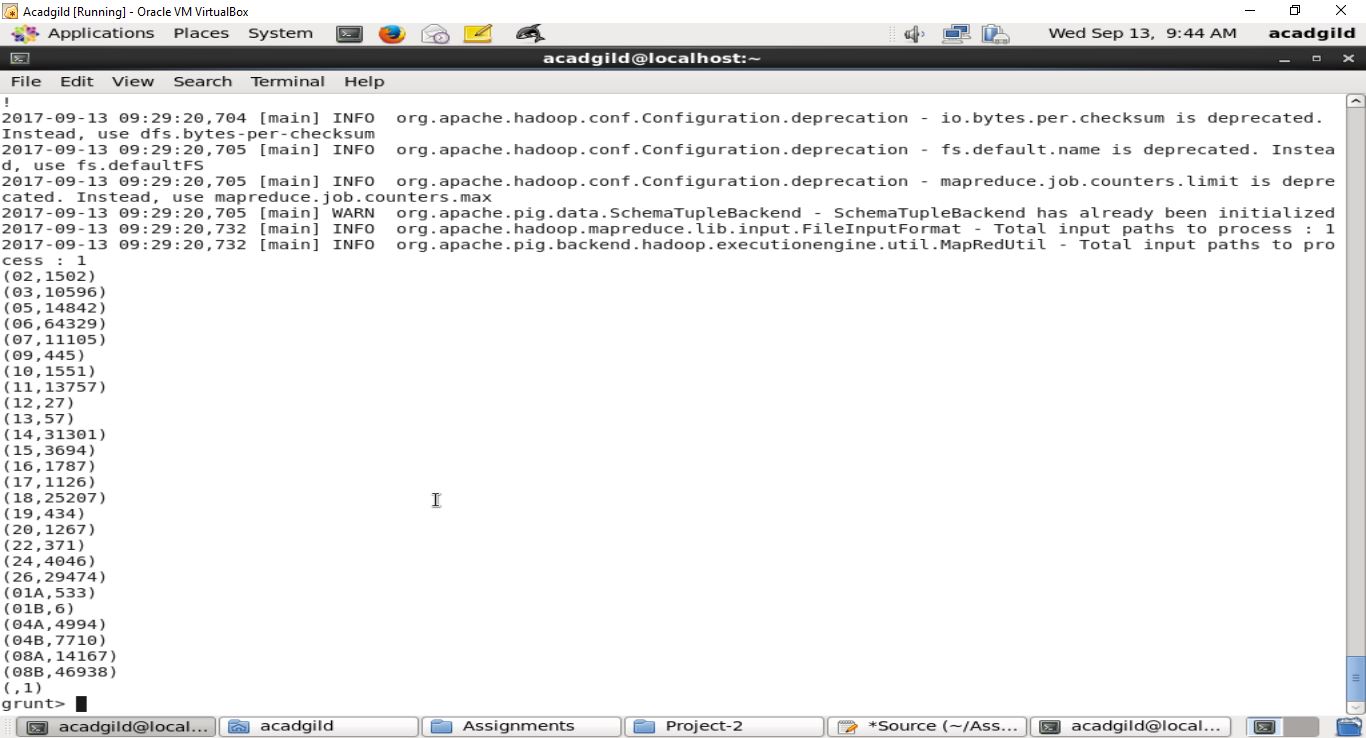 Acadgild [Running] - Oracle VM VirtualBox
Applications Places System Wed Sep 13, 9:44 AM acadgild
acadgild@localhost:~
File Edit View Search Terminal Help
!
2017-09-13 09:29:20,704 [main] INFO  org.apache.hadoop.conf.Configuration.deprecation - io.bytes.per.checksum is deprecated.
Instead, use dfs.bytes-per-checksum
2017-09-13 09:29:20,705 [main] INFO  org.apache.hadoop.conf.Configuration.deprecation - fs.default.name is deprecated. Instea
d, use fs.defaultFS
2017-09-13 09:29:20,705 [main] INFO  org.apache.hadoop.conf.Configuration.deprecation - mapreduce.job.counters.limit is depre
cated. Instead, use mapreduce.job.counters.max
2017-09-13 09:29:20,705 [main] WARN  org.apache.pig.data.SchemaTupleBackend - SchemaTupleBackend has already been initialized
2017-09-13 09:29:20,732 [main] INFO  org.apache.hadoop.mapreduce.lib.input.FileInputFormat - Total input paths to process : 1
2017-09-13 09:29:20,732 [main] INFO  org.apache.pig.backend.hadoop.executionengine.util.MapRedUtil - Total input paths to pro
cess : 1
(02,1502)
(03,10596)
(05,14842)
(06,64329)
(07,11105)
(09,445)
(10,1551)
(11,13757)
(12,27)
(13,57)
(14,31301)
(15,3694)
(16,1787)
(17,1126)
(18,25207)
(19,434)
(20,1267)
(22,371)
(24,4046)
(26,29474)
(01A,533)
(01B,6)
(04A,4994)
(04B,7710)
(08A,14167)
(08B,46938)
(,1)
grunt>
acadgild@local... acadgild Assignments Project-2 *Source (~/Ass... acadgild@local...